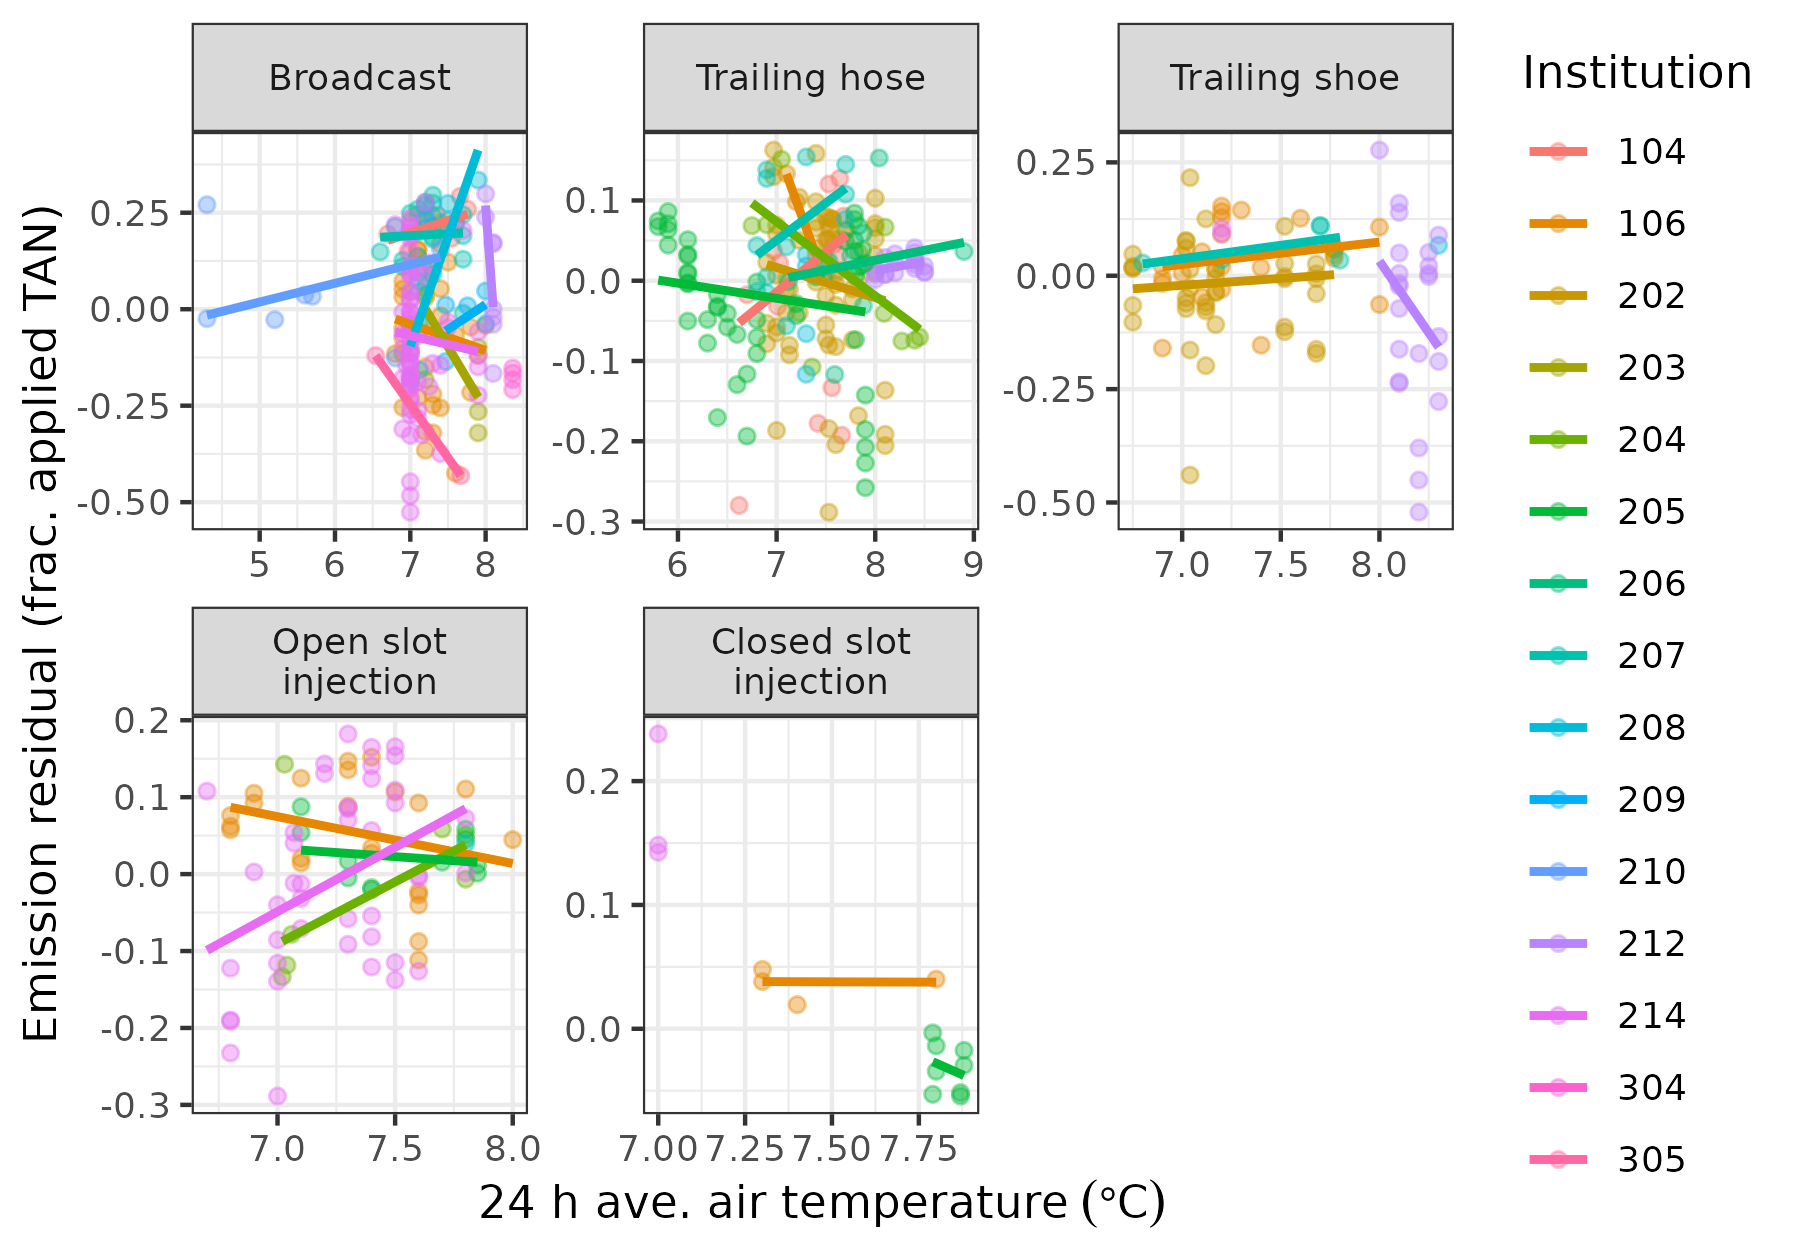 Broadcast
Trailing hose
Trailing shoe
Institution
104
106
202
203
204
205
206
207
208
209
210
212
214
304
305
Emission residual (frac. applied TAN)
0.25
0.00
-0.25
-0.50
5 6 7 8
0.1
0.0
-0.1
-0.2
-0.3
6 7 8 9
0.25
0.00
-0.25
-0.50
7.0 7.5 8.0
Open slot
injection
Closed slot
injection
0.2
0.1
0.0
-0.1
-0.2
-0.3
7.0 7.5 8.0
0.2
0.1
0.0
7.00 7.25 7.50 7.75
24 h ave. air temperature (°C)